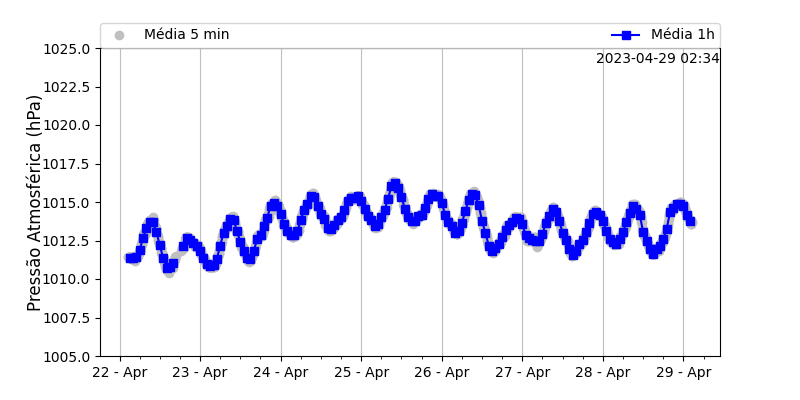 Média 5 min
Média 1h
2023-04-29 02:34
Pressão Atmosférica (hPa)
1025.0
1022.5
1020.0
1017.5
1015.0
1012.5
1010.0
1007.5
1005.0
22 - Apr
23 - Apr
24 - Apr
25 - Apr
26 - Apr
27 - Apr
28 - Apr
29 - Apr